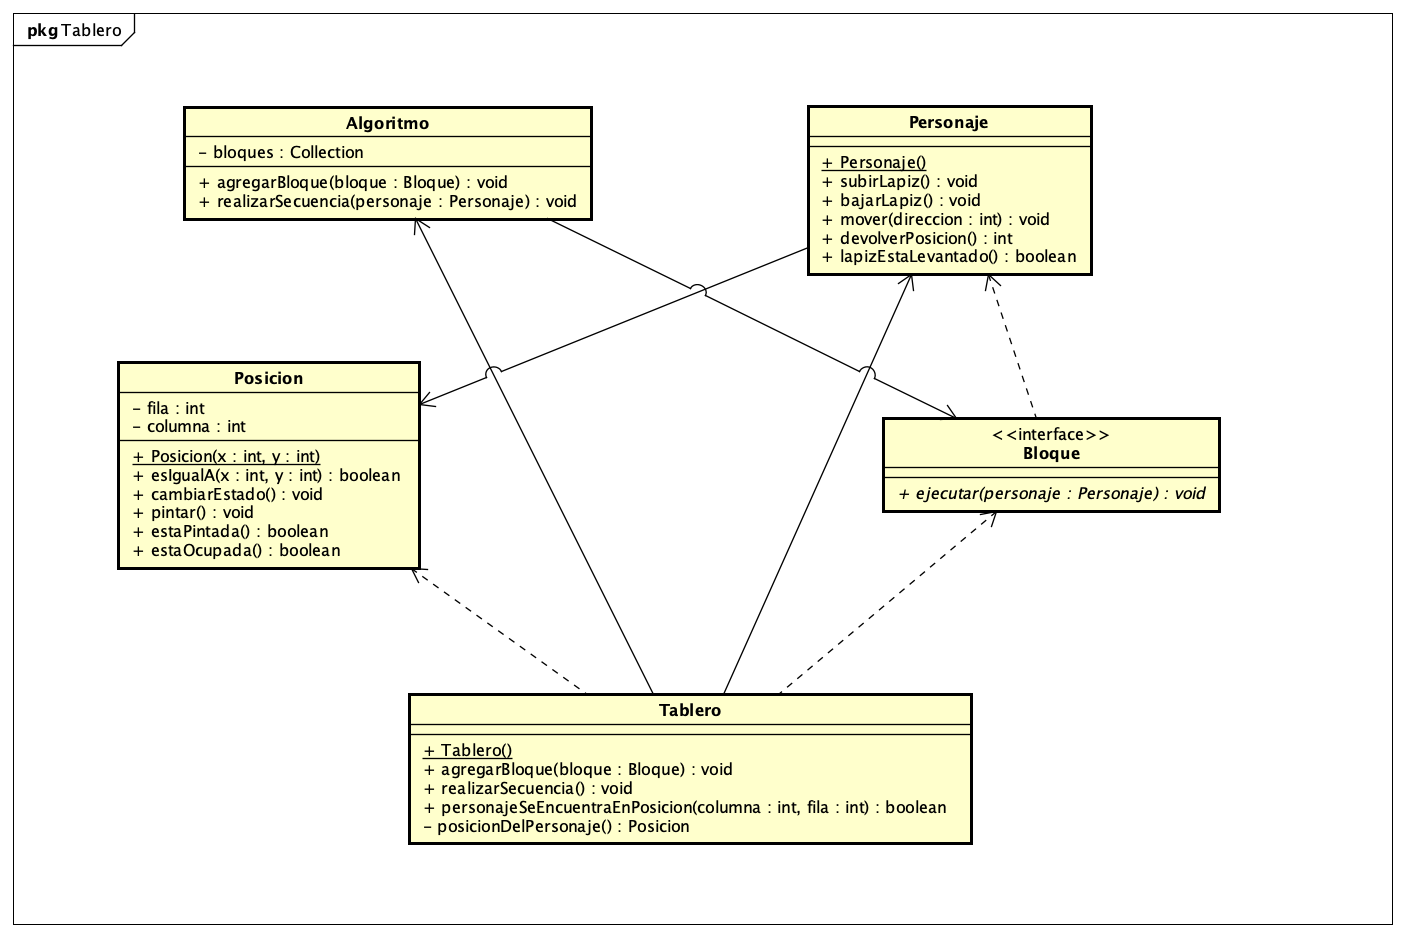 pkg Tablero
Algoritmo
- bloques : Collection
+ agregarBloque(bloque : Bloque) : void
+ realizarSecuencia(personaje : Personaje) : void
Personaje
+ Personaje()
+ subirLapiz() : void
+ bajarLapiz() : void
+ mover(direccion : int) : void
+ devolverPosicion() : int
+ lapizEstaLevantado() : boolean
Posicion
- fila : int
- columna : int
+ Posicion(x : int, y : int)
+ esIgualA(x : int, y : int) : boolean
+ cambiarEstado() : void
+ pintar() : void
+ estaPintada() : boolean
+ estaOcupada() : boolean
<<interface>>
Bloque
+ ejecutar(personaje : Personaje) : void
Tablero
+ Tablero()
+ agregarBloque(bloque : Bloque) : void
+ realizarSecuencia() : void
+ personajeSeEncuentraEnPosicion(columna : int, fila : int) : boolean
- posicionDelPersonaje() : Posicion